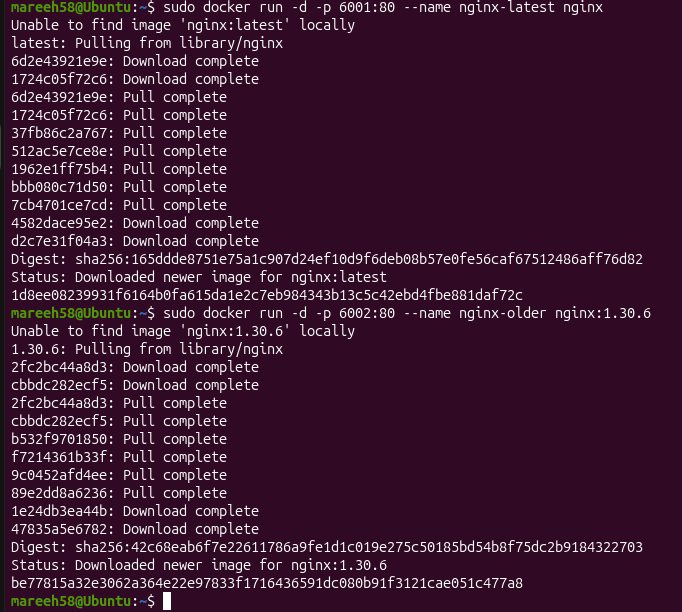 mareeh58@Ubuntu:~$ sudo docker run -d -p 6001:80 --name nginx-latest nginx
Unable to find image 'nginx:latest' locally
latest: Pulling from library/nginx
6d2e43921e9e: Download complete
1724c05f72c6: Download complete
6d2e43921e9e: Pull complete
1724c05f72c6: Pull complete
37fb86c2a767: Pull complete
512ac5e7ce8e: Pull complete
1962e1ff75b4: Pull complete
bbb080c71d50: Pull complete
7cb4701ce7cd: Pull complete
4582dace95e2: Download complete
d2c7e31f04a3: Download complete
Digest: sha256:165ddde8751e75a1c907d24ef10d9f6deb08b57e0fe56caf67512486aff76d82
Status: Downloaded newer image for nginx:latest
1d8ee08239931f6164b0fa615da1e2c7eb984343b13c5c42ebd4fbe881daf72c
mareeh58@Ubuntu:~$ sudo docker run -d -p 6002:80 --name nginx-older nginx:1.30.6
Unable to find image 'nginx:1.30.6' locally
1.30.6: Pulling from library/nginx
2fc2bc44a8d3: Download complete
cbbdc282ecf5: Download complete
2fc2bc44a8d3: Pull complete
cbbdc282ecf5: Pull complete
b532f9701850: Pull complete
f7214361b33f: Pull complete
9c0452afd4ee: Pull complete
89e2dd8a6236: Pull complete
1e24db3ea44b: Download complete
47835a5e6782: Download complete
Digest: sha256:42c68eab6f7e22611786a9fe1d1c019e275c50185bd54b8f75dc2b9184322703
Status: Downloaded newer image for nginx:1.30.6
be77815a32e3062a364e22e97833f1716436591dc080b91f3121cae051c477a8
mareeh58@Ubuntu:~$